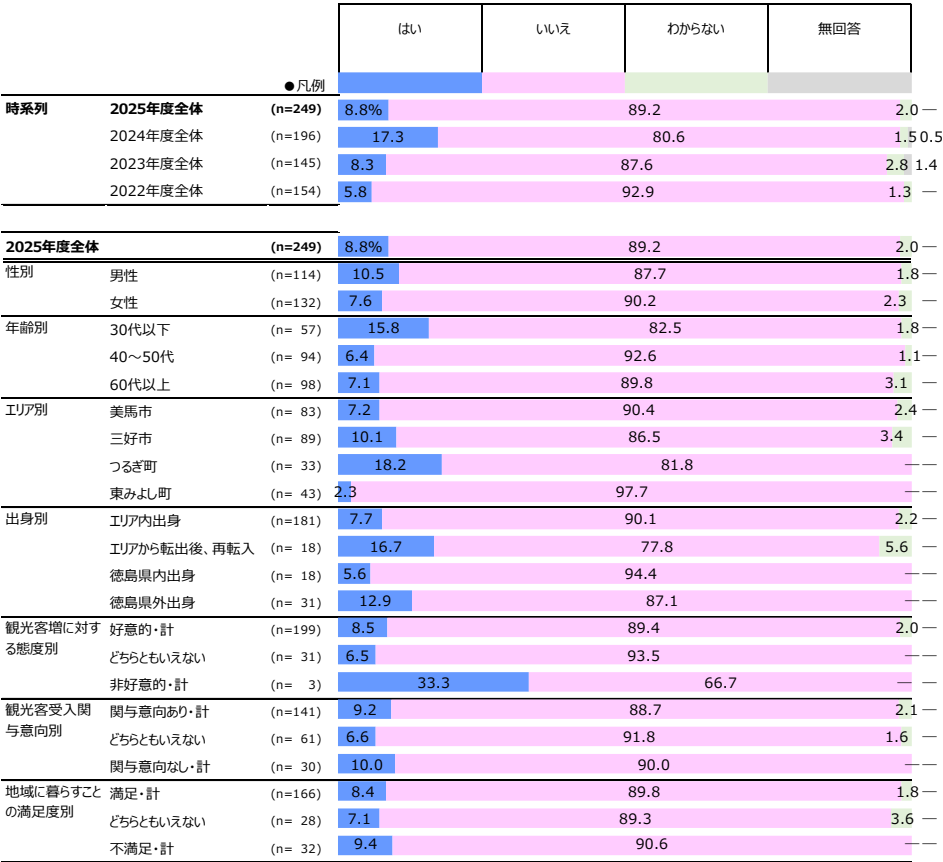 はい いいえ わからない 無回答
●凡例
時系列 2025年度全体 (n=249) 8.8% 89.2 2.0 ―
2024年度全体 (n=196) 17.3 80.6 1.5 0.5
2023年度全体 (n=145) 8.3 87.6 2.8 1.4
2022年度全体 (n=154) 5.8 92.9 1.3 ―
2025年度全体 (n=249) 8.8% 89.2 2.0 ―
性別 男性 (n=114) 10.5 87.7 1.8 ―
女性 (n=132) 7.6 90.2 2.3 ―
年齢別 30代以下 (n= 57) 15.8 82.5 1.8 ―
40～50代 (n= 94) 6.4 92.6 1.1 ―
60代以上 (n= 98) 7.1 89.8 3.1 ―
エリア別 美馬市 (n= 83) 7.2 90.4 2.4 ―
三好市 (n= 89) 10.1 86.5 3.4 ―
つるぎ町 (n= 33) 18.2 81.8 ― ―
東みよし町 (n= 43) 2.3 97.7 ― ―
出身別 エリア内出身 (n=181) 7.7 90.1 2.2 ―
エリアから転出後、再転入 (n= 18) 16.7 77.8 5.6 ―
徳島県内出身 (n= 18) 5.6 94.4 ― ―
徳島県外出身 (n= 31) 12.9 87.1 ― ―
観光客増に対す 好意的・計 (n=199) 8.5 89.4 2.0 ―
る態度別 どちらともいえない (n= 31) 6.5 93.5 ― ―
非好意的・計 (n= 3) 33.3 66.7 ― ―
観光客受入関 関与意向あり・計 (n=141) 9.2 88.7 2.1 ―
与意向別 どちらともいえない (n= 61) 6.6 91.8 1.6 ―
関与意向なし・計 (n= 30) 10.0 90.0 ― ―
地域に暮らすこと 満足・計 (n=166) 8.4 89.8 1.8 ―
の満足度別 どちらともいえない (n= 28) 7.1 89.3 3.6 ―
不満足・計 (n= 32) 9.4 90.6 ― ―